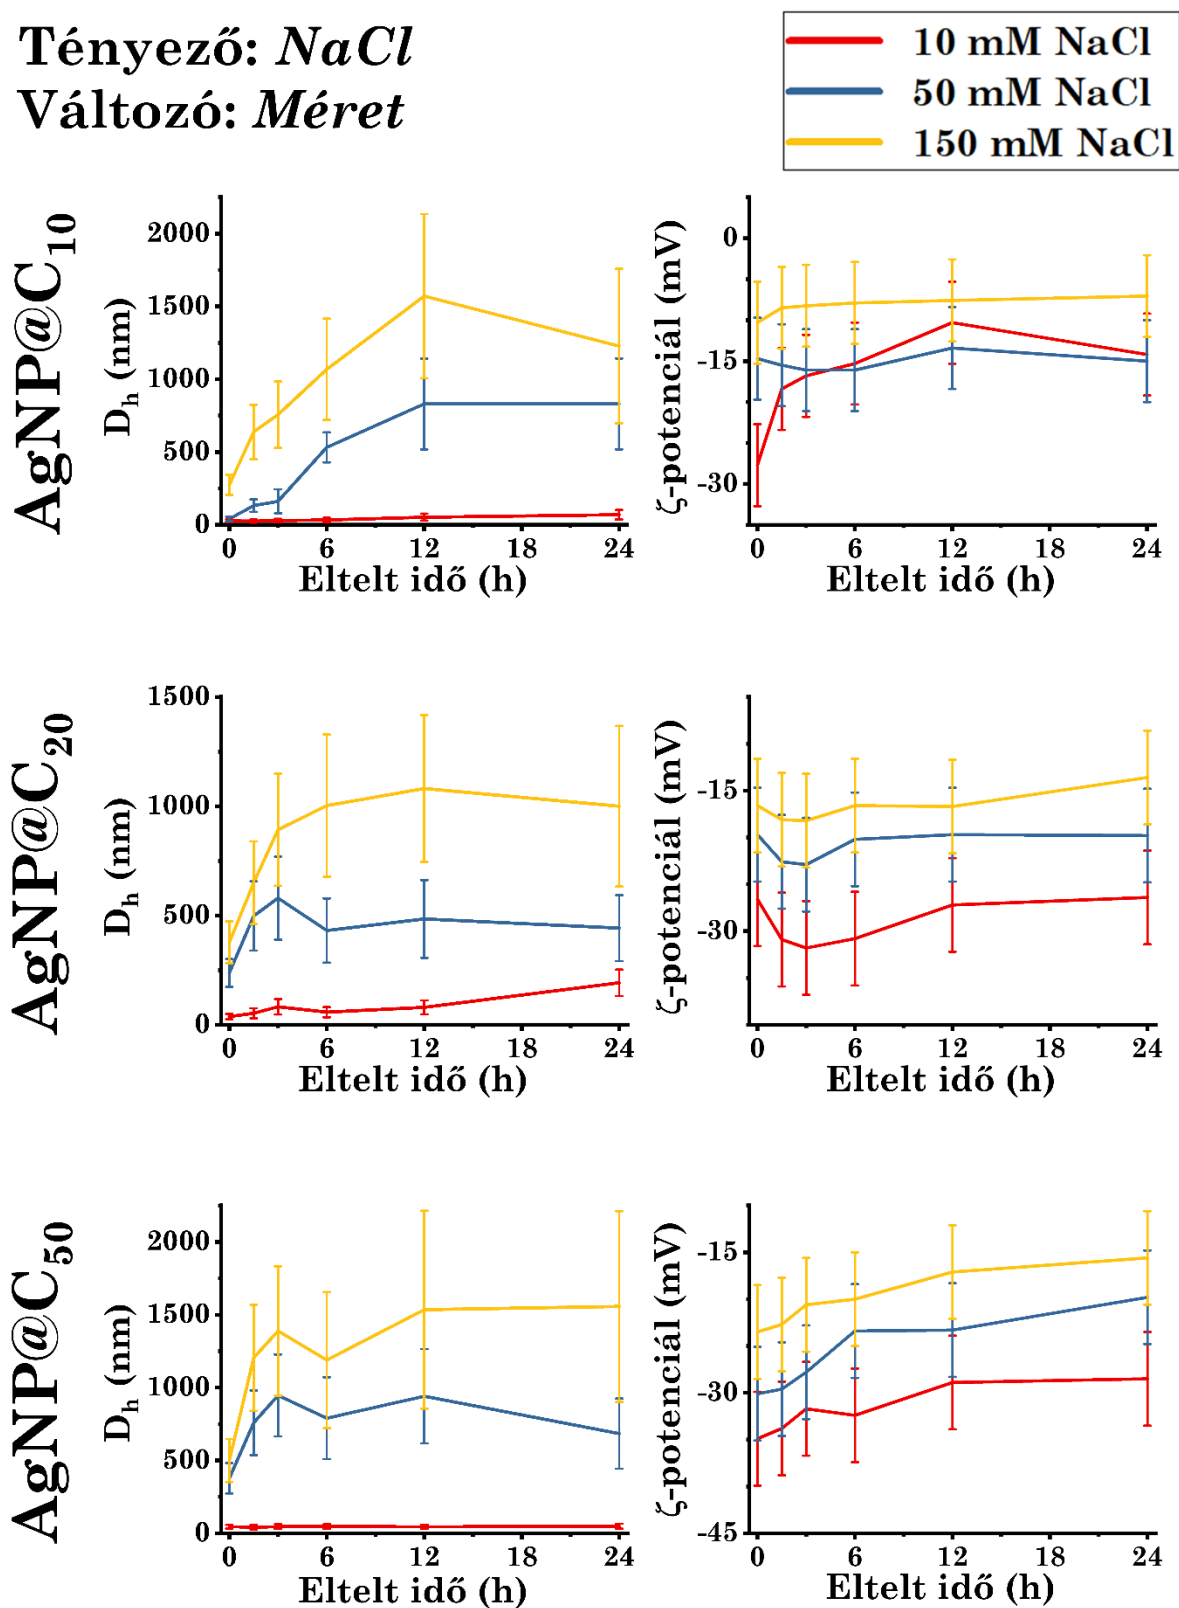 Tényező: NaCl
Változó: Méret
10 mM NaCl
50 mM NaCl
150 mM NaCl
AgNP@C10
Dh (nm)
2000
1500
1000
500
0
0 6 12 18 24
Eltelt idő (h)
ζ-potenciál (mV)
0
-15
-30
0 6 12 18 24
Eltelt idő (h)
AgNP@C20
Dh (nm)
1500
1000
500
0
0 6 12 18 24
Eltelt idő (h)
ζ-potenciál (mV)
-15
-30
0 6 12 18 24
Eltelt idő (h)
AgNP@C50
Dh (nm)
2000
1500
1000
500
0
0 6 12 18 24
Eltelt idő (h)
ζ-potenciál (mV)
-15
-30
-45
0 6 12 18 24
Eltelt idő (h)